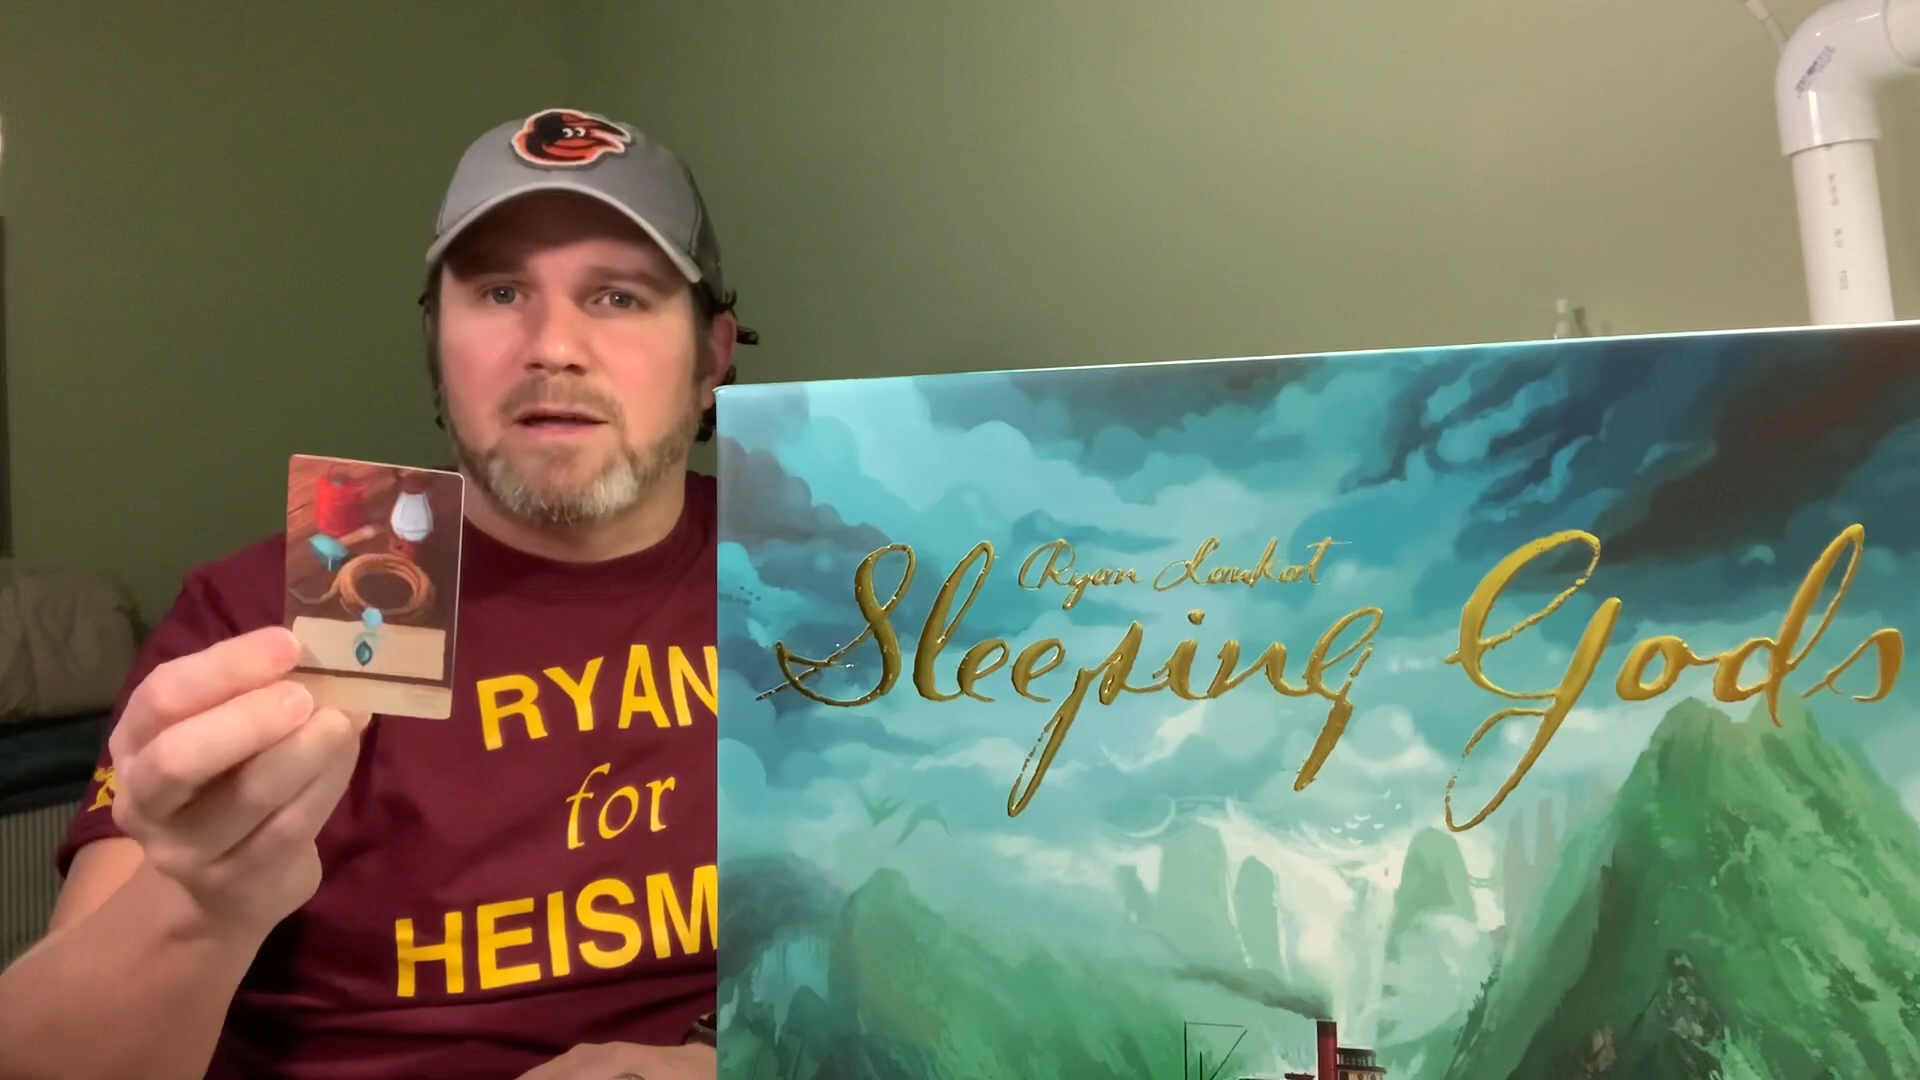 RYAN
for
HEISM
Ryan Laukat
Sleeping Gods